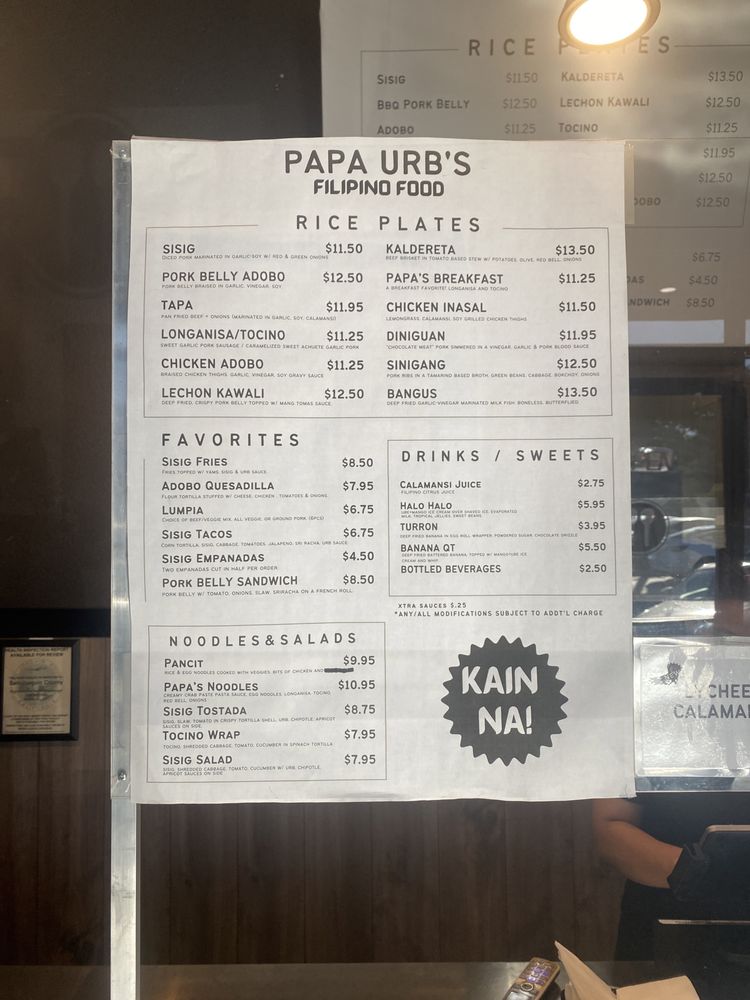 RICE PLATES
SISIG $11.50 KALDERETA $13.50
BBQ PORK BELLY $12.50 LECHON KAWALI $12.50
ADOBO $11.25 TOCINO $11.25
$11.95
$12.50
DOBO $12.50
$6.75
DAS $4.50
NDWICH $8.50
PAPA URB'S
FILIPINO FOOD
RICE PLATES
SISIG $11.50
DICED PORK MARINATED IN GARLIC-SOY W/ RED & GREEN ONIONS
PORK BELLY ADOBO $12.50
PORK BELLY BRAISED IN GARLIC, VINEGAR, SOY
TAPA $11.95
PAN FRIED BEEF + ONIONS (MARINATED IN GARLIC, SOY, CALAMANSI)
LONGANISA/TOCINO $11.25
SWEET GARLIC PORK SAUSAGE / CARAMELIZED SWEET ACHUETE GARLIC PORK
CHICKEN ADOBO $11.25
BRAISED CHICKEN THIGHS, GARLIC, VINEGAR, SOY GRAVY SAUCE
LECHON KAWALI $12.50
DEEP FRIED, CRISPY PORK BELLY TOPPED W/ MANG TOMAS SAUCE.
KALDERETA $13.50
BEEF BRISKET IN TOMATO BASED STEW W/ POTATOES, OLIVE, RED BELL, ONIONS
PAPA'S BREAKFAST $11.25
A BREAKFAST FAVORITE! LONGANISA AND TOCINO
CHICKEN INASAL $11.50
LEMONGRASS, CALAMANSI, SOY GRILLED CHICKEN THIGHS
DINIGUAN $11.95
"CHOCOLATE MEAT" PORK SIMMERED IN A VINEGAR, GARLIC & PORK BLOOD SAUCE
SINIGANG $12.50
PORK RIBS IN A TAMARIND BASED BROTH, GREEN BEANS, CABBAGE, BOKCHOY, ONIONS
BANGUS $13.50
DEEP FRIED GARLIC-VINEGAR MARINATED MILK FISH. BONELESS, BUTTERFLIED
FAVORITES
SISIG FRIES $8.50
FRIES TOPPED W/ YAMS, SISIG & URB SAUCE
ADOBO QUESADILLA $7.95
FLOUR TORTILLA STUFFED W/ CHEESE, CHICKEN, TOMATOES & ONIONS
LUMPIA $6.75
CHOICE OF BEEF/VEGGIE MIX, ALL VEGGIE, OR GROUND PORK. (6PCS)
SISIG TACOS $6.75
CORN TORTILLA, SISIG, CABBAGE, TOMATOES, JALAPENO, SRI RACHA, URB SAUCE
SISIG EMPANADAS $4.50
TWO EMPANADAS CUT IN HALF PER ORDER
PORK BELLY SANDWICH $8.50
PORK BELLY W/ TOMATO, ONIONS, SLAW, SRIRACHA ON A FRENCH ROLL.
DRINKS / SWEETS
CALAMANSI JUICE $2.75
FILIPINO CITRUS JUICE
HALO HALO $5.95
UBE/MANGO ICE CREAM OVER SHAVED ICE, EVAPORATED
MILK, TROPICAL JELLIES, SWEET BEANS
TURRON $3.95
DEEP FRIED BANANA IN EGG ROLL WRAPPER, POWDERED SUGAR, CHOCOLATE DRIZZLE
BANANA QT $5.50
DEEP FRIED BATTERED BANANA, TOPPED W/ MANGO/UBE ICE
CREAM AND WHIP
BOTTLED BEVERAGES $2.50
XTRA SAUCES $.25
*ANY/ALL MODIFICATIONS SUBJECT TO ADDT'L CHARGE
NOODLES & SALADS
PANCIT $9.95
RICE & EGG NOODLES COOKED WITH VEGGIES, BITS OF CHICKEN AND
PAPA'S NOODLES $10.95
CREAMY CRAB PASTE PASTA SAUCE, EGG NOODLES, LONGANISA, TOCINO
RED BELL, ONIONS
SISIG TOSTADA $8.75
SISIG, SLAW, TOMATO IN CRISPY TORTILLA SHELL, URB, CHIPOTLE, APRICOT
SAUCES ON SIDE
TOCINO WRAP $7.95
TOCINO, SHREDDED CABBAGE, TOMATO, CUCUMBER IN SPINACH TORTILLA
SISIG SALAD $7.95
SISIG, SHREDDED CABBAGE, TOMATO, CUCUMBER W/ URB, CHIPOTLE,
APRICOT SAUCES ON SIDE
KAIN
NA!
LYCHEE
CALAMA
HEALTH INSPECTION REPORT
AVAILABLE FOR REVIEW